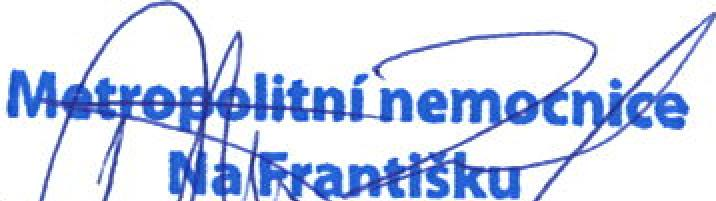 Metropolitní nemocnice
Na Františku